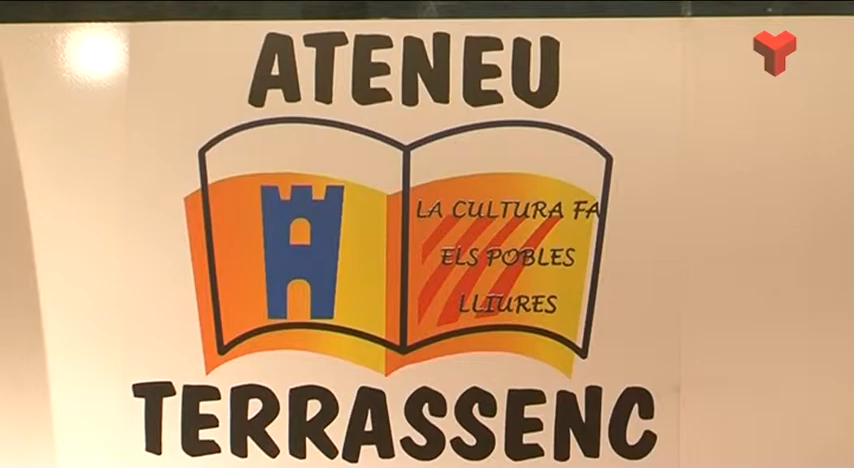 ATENEU
LA CULTURA FA
ELS POBLES
LLIURES
TERRASSENC